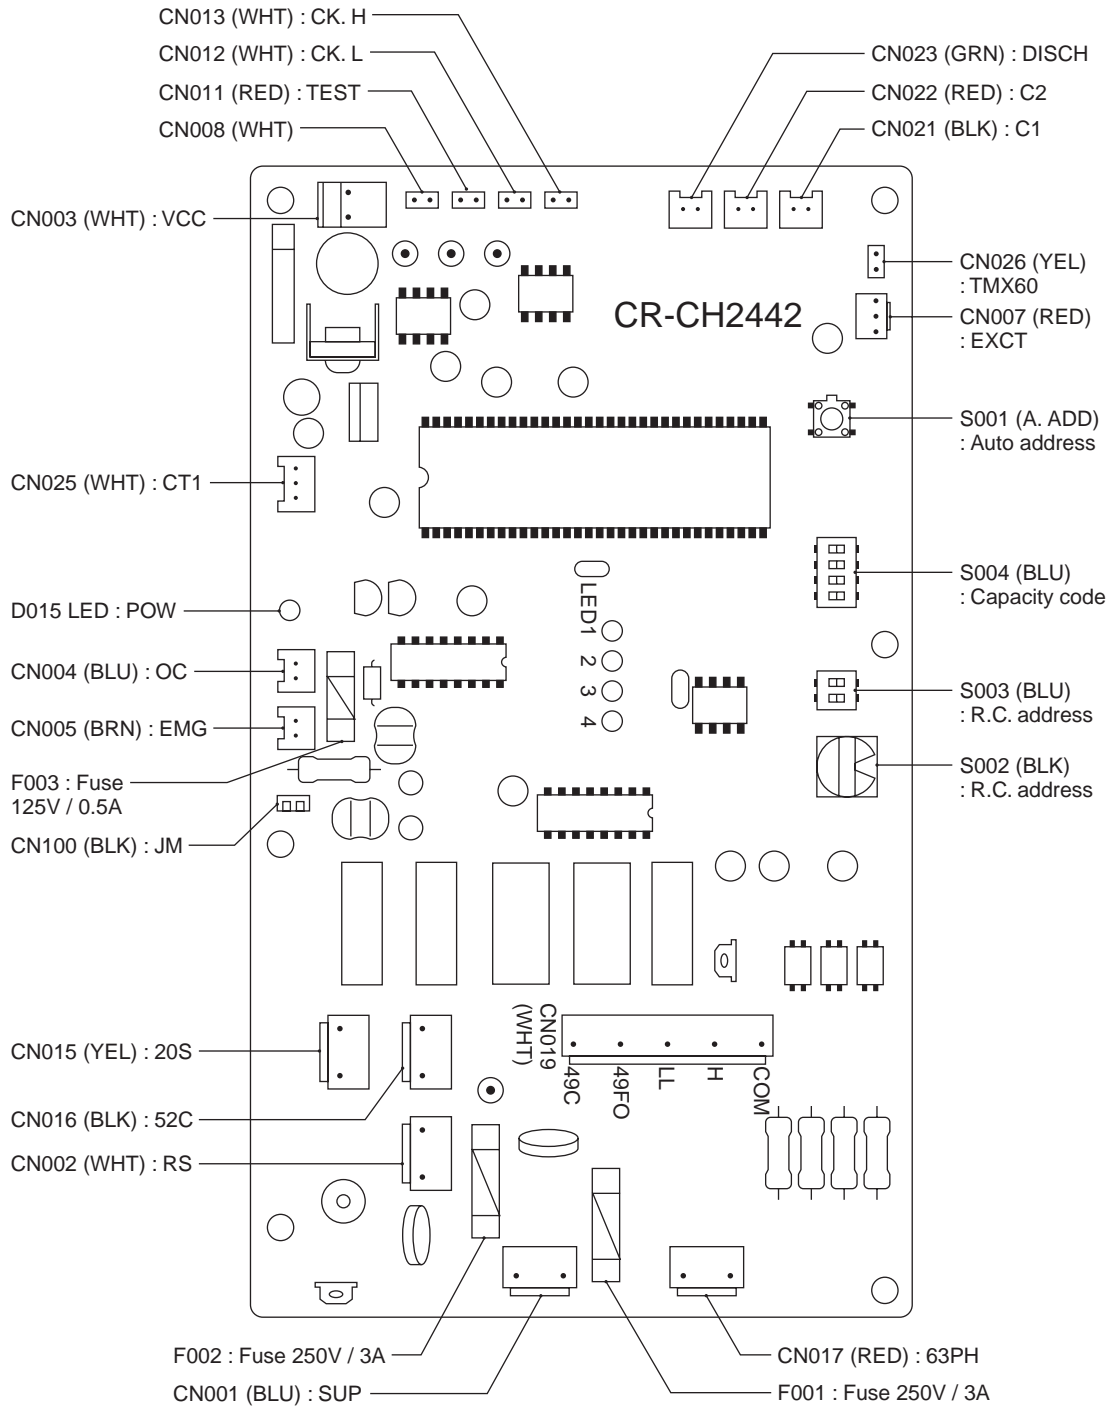 CN013 (WHT) : CK. H
CN012 (WHT) : CK. L
CN011 (RED) : TEST
CN008 (WHT)
CN003 (WHT) : VCC
CN023 (GRN) : DISCH
CN022 (RED) : C2
CN021 (BLK) : C1
CR-CH2442
CN026 (YEL)
: TMX60
CN007 (RED)
: EXCT
S001 (A. ADD)
: Auto address
CN025 (WHT) : CT1
S004 (BLU)
: Capacity code
D015 LED : POW
LED1
2
3
4
CN004 (BLU) : OC
CN005 (BRN) : EMG
S003 (BLU)
: R.C. address
S002 (BLK)
: R.C. address
F003 : Fuse
125V / 0.5A
CN100 (BLK) : JM
CN019
(WHT)
49C
49FO
LL
H
COM
CN015 (YEL) : 20S
CN016 (BLK) : 52C
CN002 (WHT) : RS
F002 : Fuse 250V / 3A
CN001 (BLU) : SUP
CN017 (RED) : 63PH
F001 : Fuse 250V / 3A